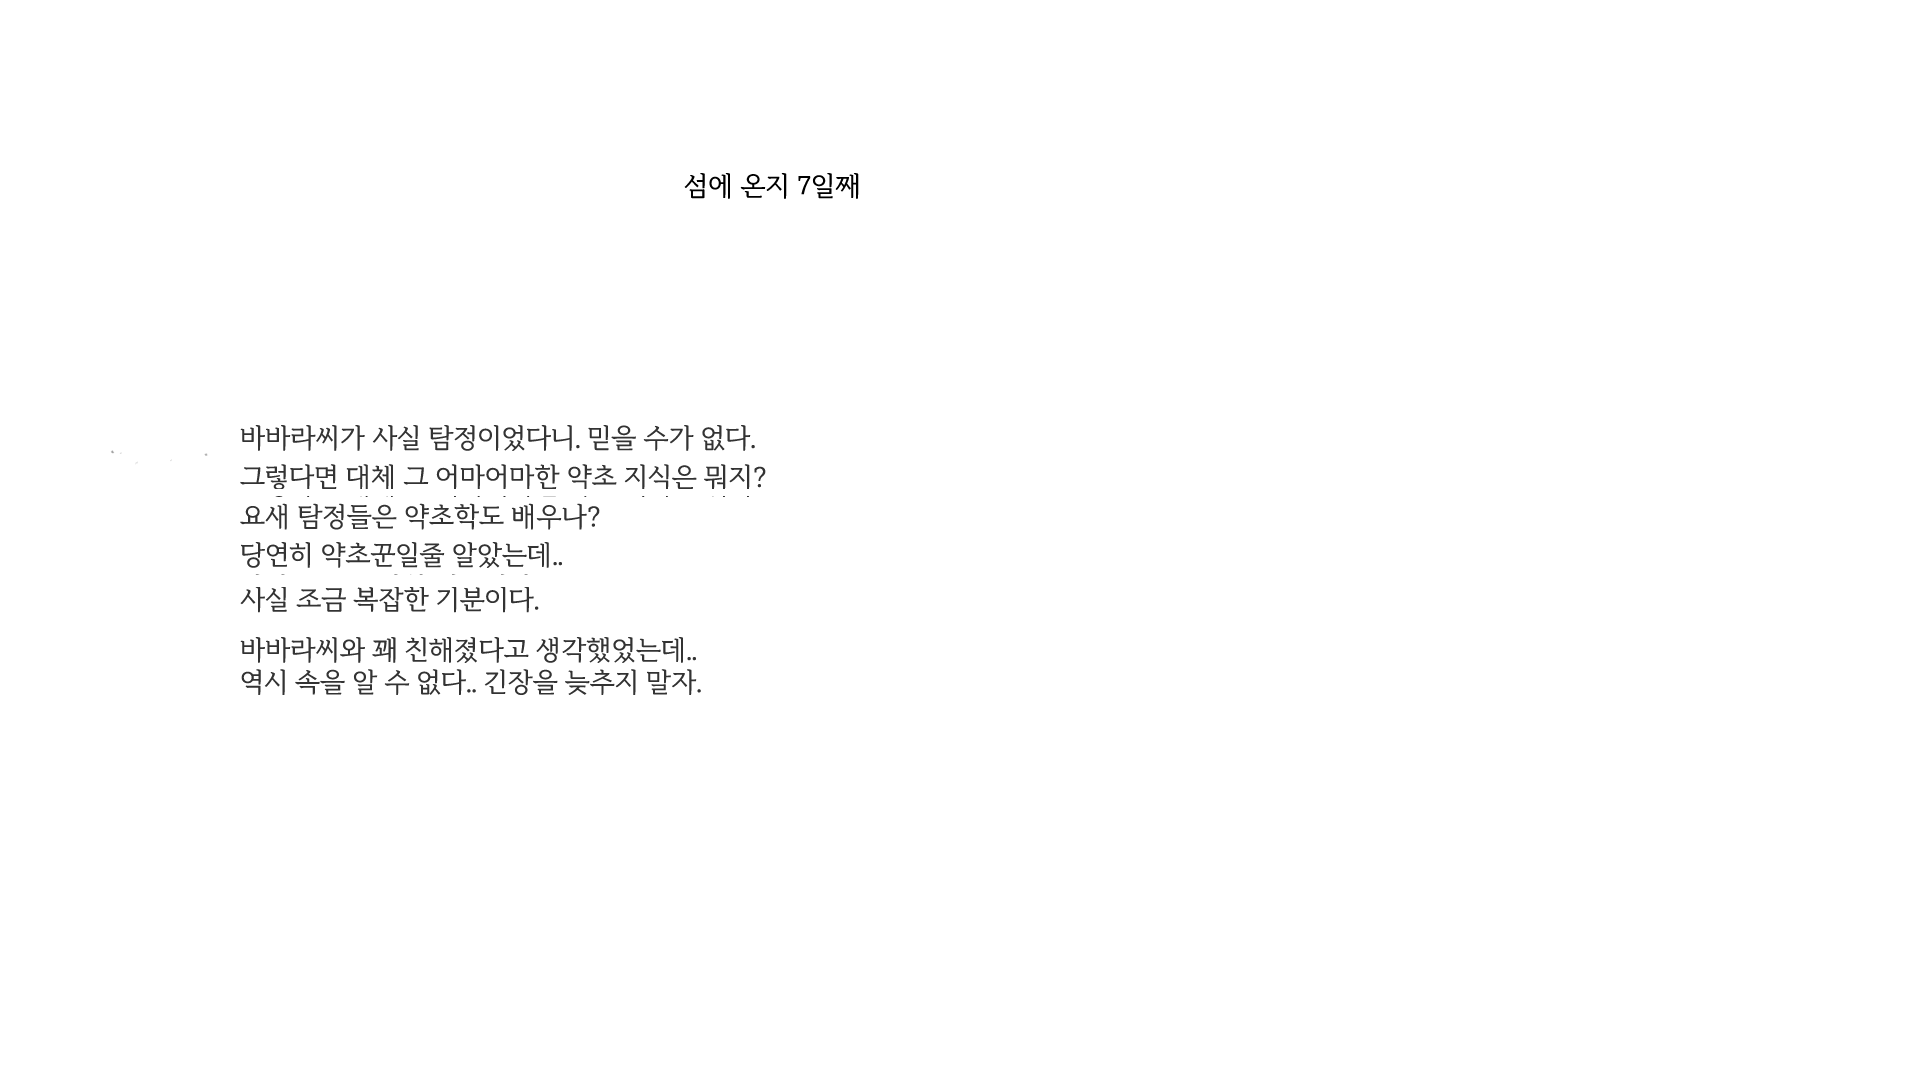 섬에 온지 7일째
바바라씨가 사실 탐정이었다니. 믿을 수가 없다.
그렇다면 대체 그 어마어마한 약초 지식은 뭐지?
요새 탐정들은 약초학도 배우나?
당연히 약초꾼일줄 알았는데..
사실 조금 복잡한 기분이다.
바바라씨와 꽤 친해졌다고 생각했었는데..
역시 속을 알 수 없다.. 긴장을 늦추지 말자.